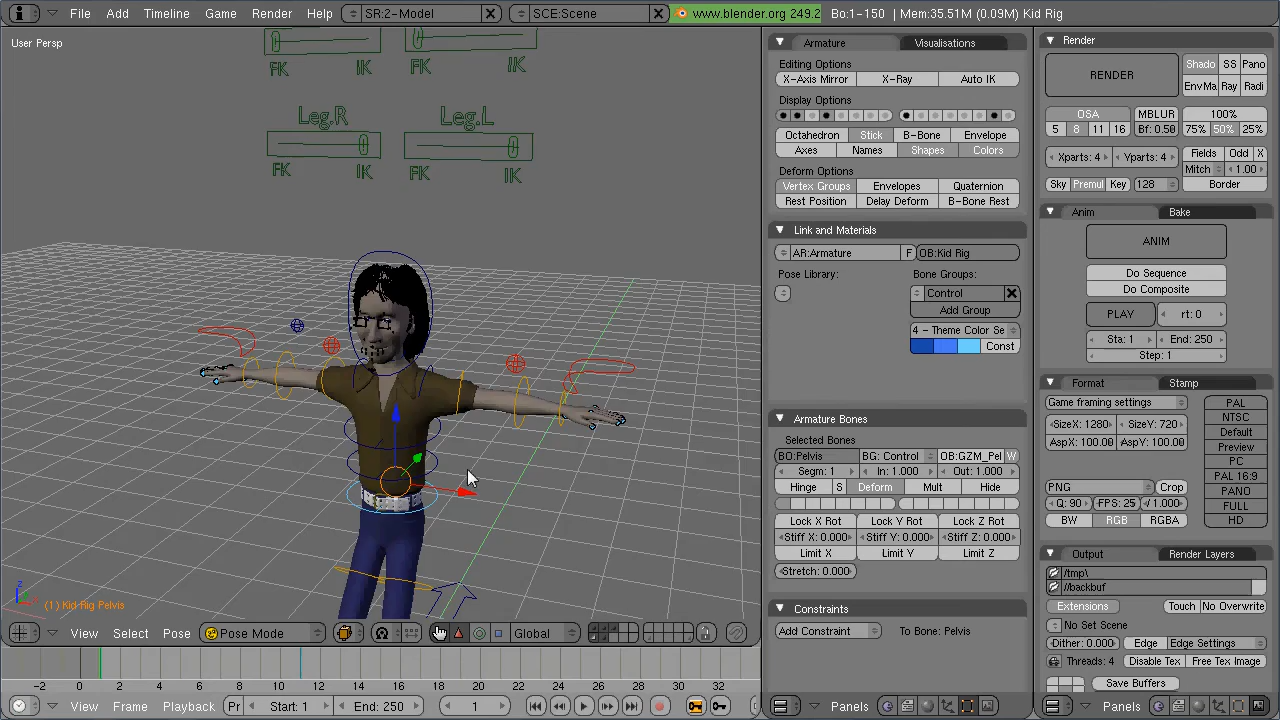 File Add Timeline Game Render Help SR:2-Model SCE:Scene www.blender.org 249.2 Bo:1-150 | Mem:35.51M (0.09M) Kid Rig
User Persp
FK IK FK IK
Leg.R Leg.L
FK IK FK IK
(1) Kid Rig Pelvis
View Select Pose Pose Mode Global
-2 0 2 4 6 8 10 12 14 16 18 20 22 24 26 28 30 32
View Frame Playback Pr Start: 1 End: 250 1
Armature Visualisations
Editing Options
X-Axis Mirror X-Ray Auto IK
Display Options
Octahedron Stick B-Bone Envelope
Axes Names Shapes Colors
Deform Options
Vertex Groups Envelopes Quaternion
Rest Position Delay Deform B-Bone Rest
Link and Materials
AR:Armature F OB:Kid Rig
Pose Library: Bone Groups:
Control
Add Group
4 - Theme Color Se
Const
Armature Bones
Selected Bones
BO:Pelvis BG: Control OB:GZM_Pel W
Segm: 1 In: 1.000 Out: 1.000
Hinge S Deform Mult Hide
Lock X Rot Lock Y Rot Lock Z Rot
Stiff X: 0.000 Stiff Y: 0.000 Stiff Z: 0.000
Limit X Limit Y Limit Z
Stretch: 0.000
Constraints
Add Constraint To Bone: Pelvis
Panels
Render
RENDER Shado SS Pano
EnvMa Ray Radi
OSA MBLUR 100%
5 8 11 16 Bf: 0.50 75% 50% 25%
Xparts: 4 Yparts: 4 Fields Odd X
Mitch 1.00
Sky Premul Key 128 Border
Anim Bake
ANIM
Do Sequence
Do Composite
PLAY rt: 0
Sta: 1 End: 250
Step: 1
Format Stamp
Game framing settings PAL
SizeX: 1280 SizeY: 720 NTSC
AspX: 100.00 AspY: 100.00 Default
Preview
PC
PAL 16:9
PNG Crop PANO
Q: 90 FPS: 25 /1.000 FULL
BW RGB RGBA HD
Output Render Layers
/tmp\
//backbuf
Extensions Touch No Overwrite
No Set Scene
Dither: 0.000 Edge Edge Settings
Threads: 4 Disable Tex Free Tex Image
Save Buffers
Panels